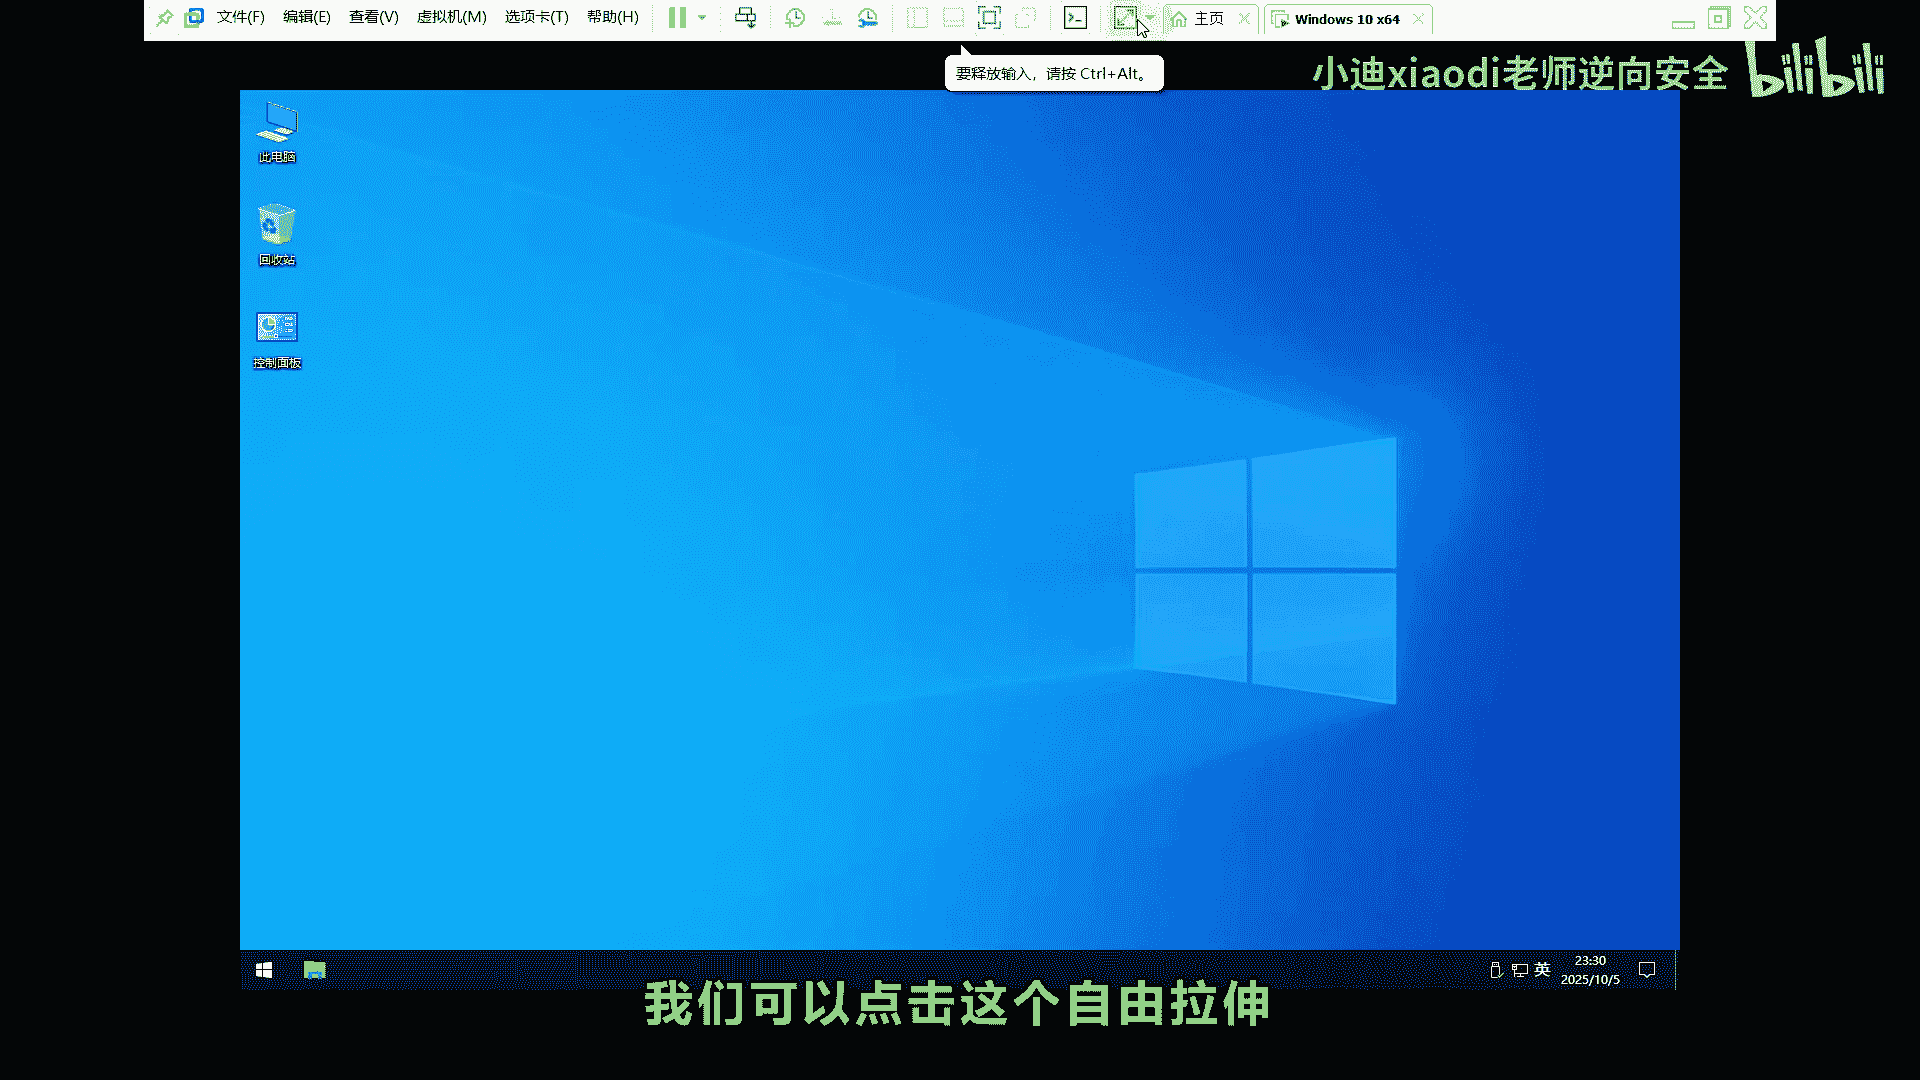 文件(F) 编辑(E) 查看(V) 虚拟机(M) 选项卡(T) 帮助(H) 主页 Windows 10 x64
要释放输入，请按 Ctrl+Alt。
小迪xiaodi老师逆向安全 bilibili
此电脑
回收站
控制面板
英
23:30
2025/10/5
我们可以点击这个自由拉伸